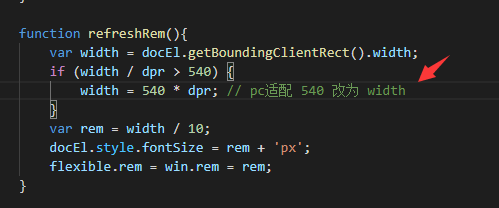 function refreshRem(){
    var width = docEl.getBoundingClientRect().width;
    if (width / dpr > 540) {
        width = 540 * dpr; // pc适配 540 改为 width
    }
    var rem = width / 10;
    docEl.style.fontSize = rem + 'px';
    flexible.rem = win.rem = rem;
}